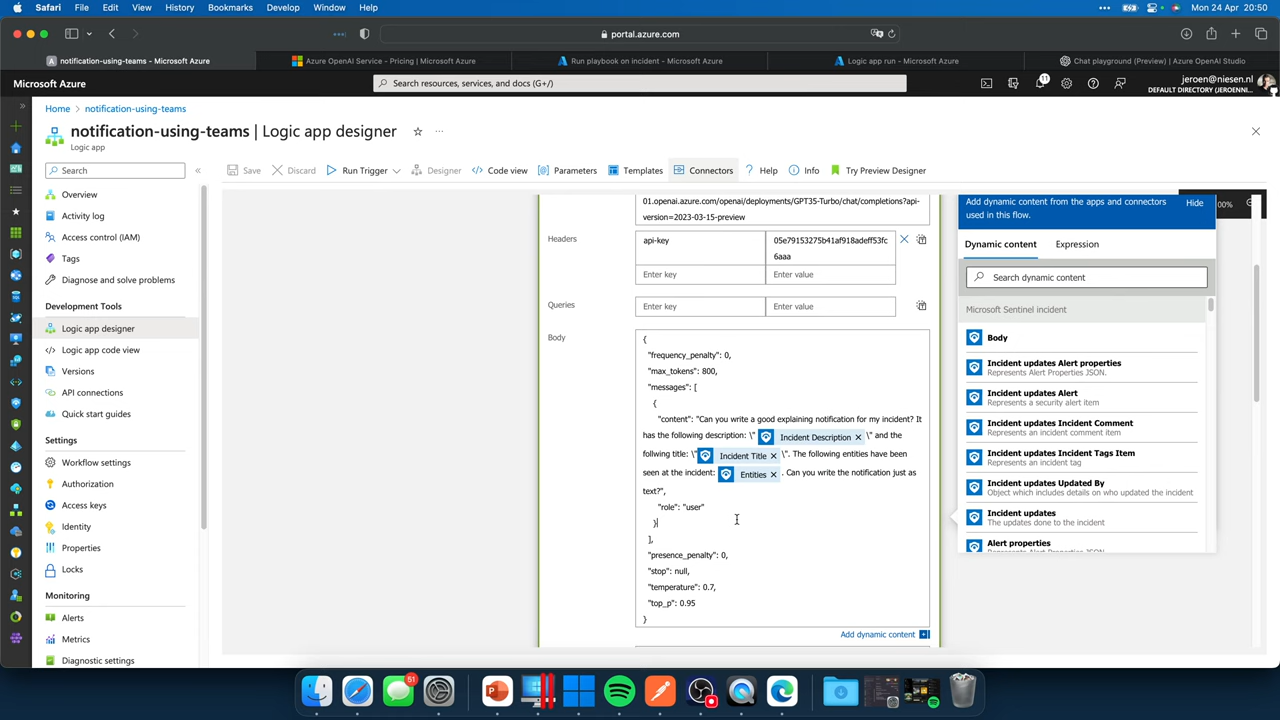 Safari File Edit View History Bookmarks Develop Window Help
Mon 24 Apr 20:50
portal.azure.com
A notification-using-teams - Microsoft Azure
Azure OpenAI Service - Pricing | Microsoft Azure
Run playbook on incident - Microsoft Azure
Logic app run - Microsoft Azure
Chat playground (Preview) | Azure OpenAI Studio
Microsoft Azure
Search resources, services, and docs (G+/)
11
jeroen@niesen.nl
DEFAULT DIRECTORY (JEROENNI...
Home > notification-using-teams
notification-using-teams | Logic app designer
Logic app
Search
Save Discard Run Trigger Designer Code view Parameters Templates Connectors Help Info Try Preview Designer
Overview
Activity log
Access control (IAM)
Tags
Diagnose and solve problems
Development Tools
Logic app designer
Logic app code view
Versions
API connections
Quick start guides
Settings
Workflow settings
Authorization
Access keys
Identity
Properties
Locks
Monitoring
Alerts
Metrics
Diagnostic settings
01.openai.azure.com/openai/deployments/GPT35-Turbo/chat/completions?api-
version=2023-03-15-preview
Headers
api-key
05e79153275b41af918adeff53fc
6aaa
Enter key
Enter value
Queries
Enter key
Enter value
Body
{
"frequency_penalty": 0,
"max_tokens": 800,
"messages": [
{
"content": "Can you write a good explaining notification for my incident? It
has the following description: \" Incident Description \" and the
follwing title: \" Incident Title \". The following entities have been
seen at the incident: Entities . Can you write the notification just as
text?",
"role": "user"
}
],
"presence_penalty": 0,
"stop": null,
"temperature": 0.7,
"top_p": 0.95
}
Add dynamic content
Add dynamic content from the apps and connectors
used in this flow.
Hide
00%
Dynamic content
Expression
Search dynamic content
Microsoft Sentinel incident
Body
Incident updates Alert properties
Represents Alert Properties JSON.
Incident updates Alert
Represents a security alert item
Incident updates Incident Comment
Represents an incident comment item
Incident updates Incident Tags Item
Represents an incident tag
Incident updates Updated By
Object which includes details on who updated the incident
Incident updates
The updates done to the incident
Alert properties
Represents Alert Properties JSON.
51